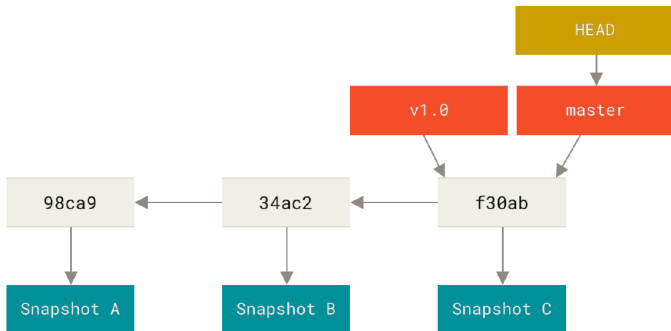 HEAD
v1.0
master
98ca9
34ac2
f30ab
Snapshot A
Snapshot B
Snapshot C